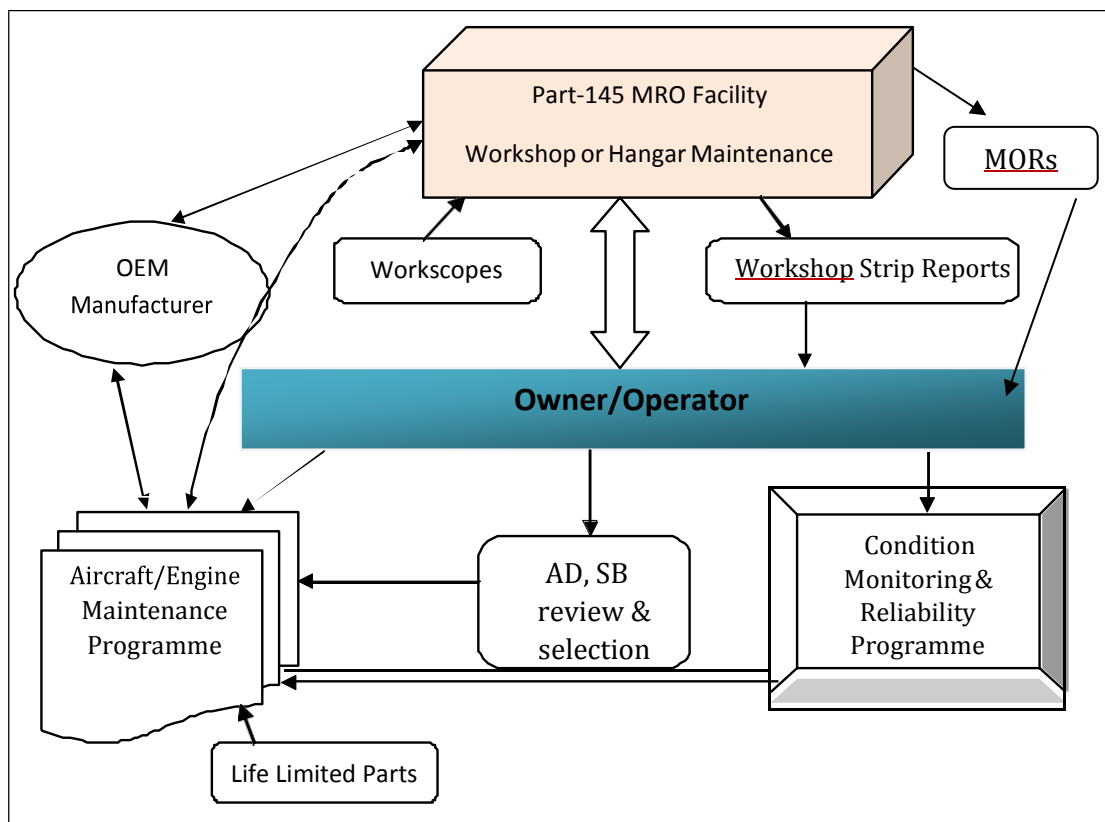 Part-145 MRO Facility
Workshop or Hangar Maintenance
MORs
OEM
Manufacturer
Workscopes
Workshop Strip Reports
Owner/Operator
Aircraft/Engine
Maintenance
Programme
AD, SB
review &
selection
Condition
Monitoring &
Reliability
Programme
Life Limited Parts